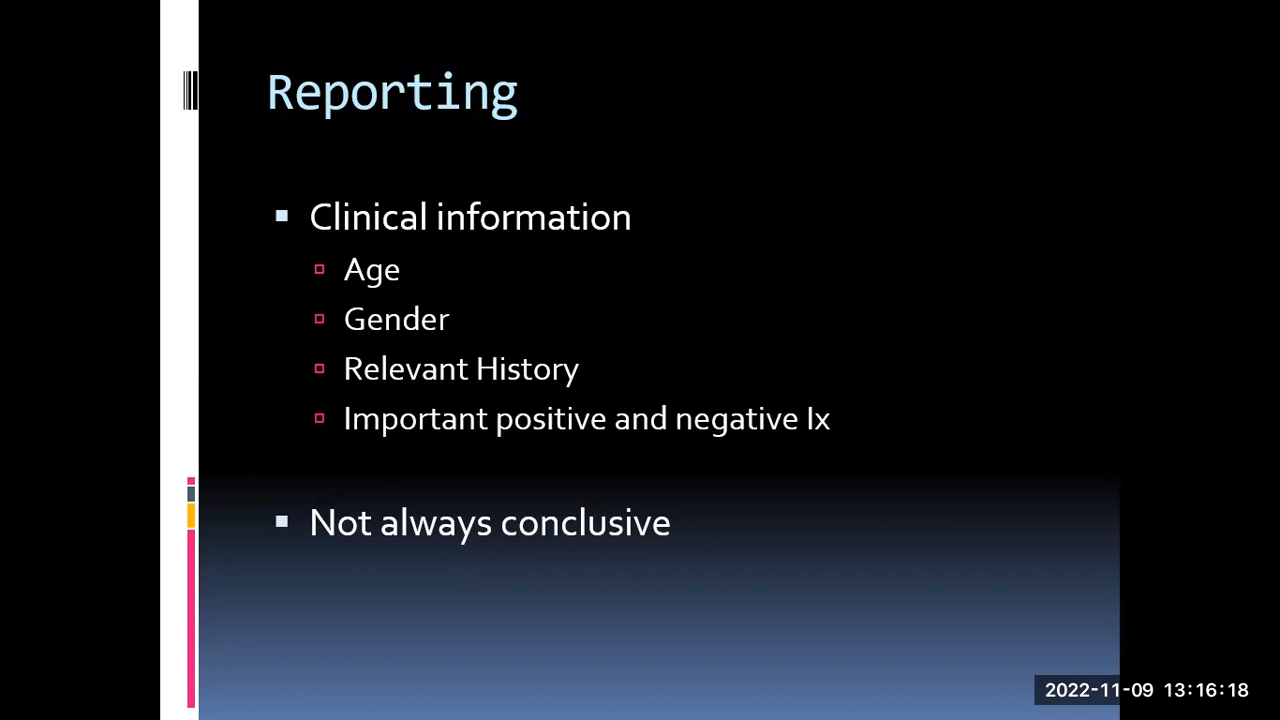 Reporting
Clinical information
Age
Gender
Relevant History
Important positive and negative Ix
Not always conclusive
2022-11-09 13:16:18